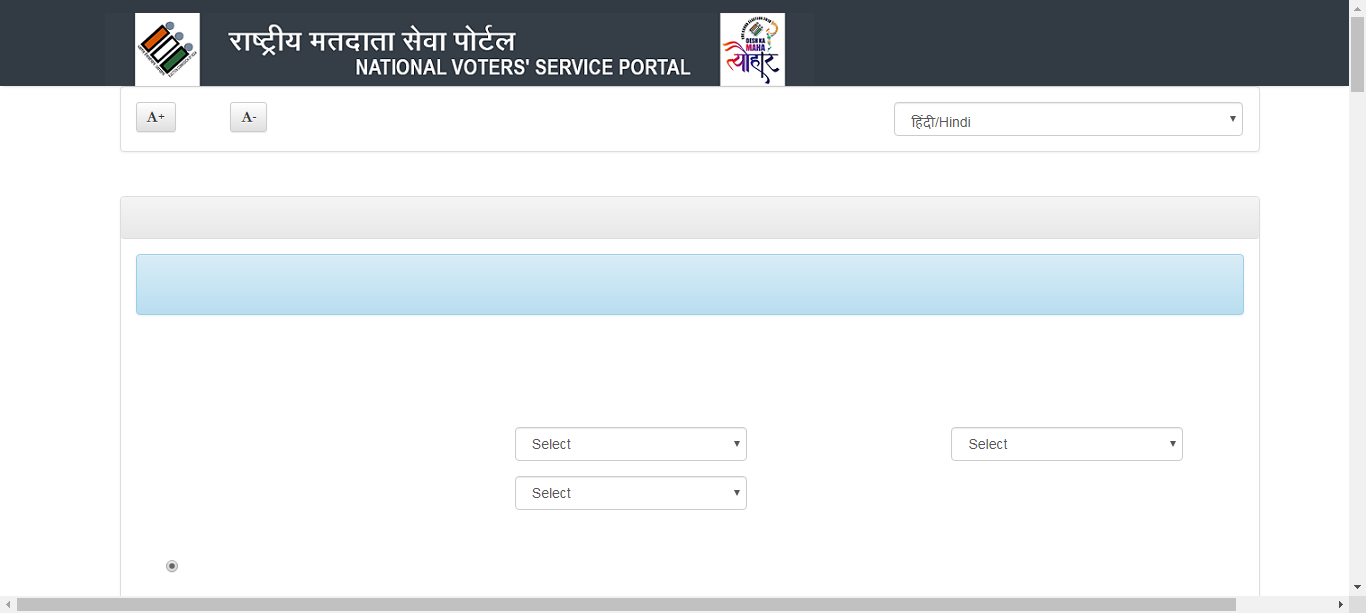 राष्ट्रीय मतदाता सेवा पोर्टल
NATIONAL VOTERS' SERVICE PORTAL
DESH KA
MAHA
त्यौहार
A+ A-
हिंदी/Hindi
Select Select
Select